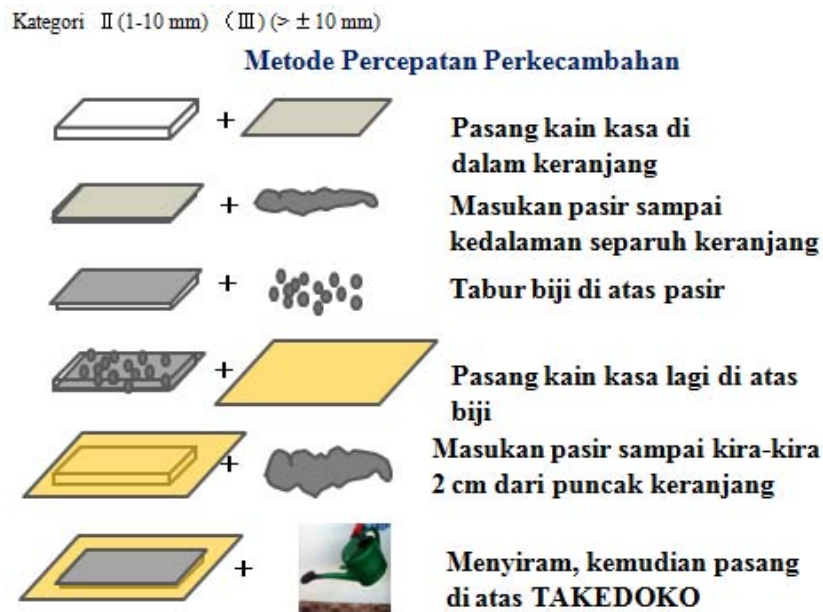 Kategori Ⅱ (1-10 mm) (Ⅲ) (> ± 10 mm)
Metode Percepatan Perkecambahan
+
Pasang kain kasa di
dalam keranjang
+
Masukan pasir sampai
kedalaman separuh keranjang
+
Tabur biji di atas pasir
+
Pasang kain kasa lagi di atas
biji
+
Masukan pasir sampai kira-kira
2 cm dari puncak keranjang
+
Menyiram, kemudian pasang
di atas TAKEDOKO